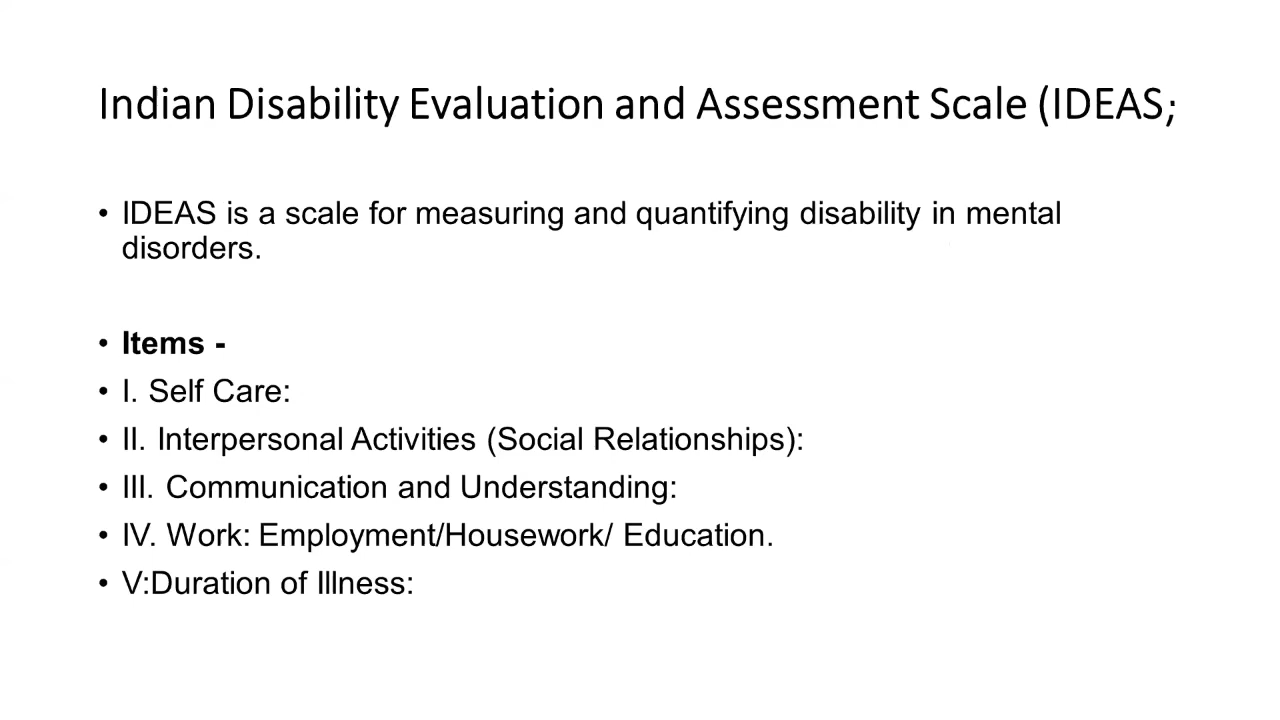 Indian Disability Evaluation and Assessment Scale (IDEAS;
• IDEAS is a scale for measuring and quantifying disability in mental
disorders.
• Items -
• I. Self Care:
• II. Interpersonal Activities (Social Relationships):
• III. Communication and Understanding:
• IV. Work: Employment/Housework/ Education.
• V:Duration of Illness: